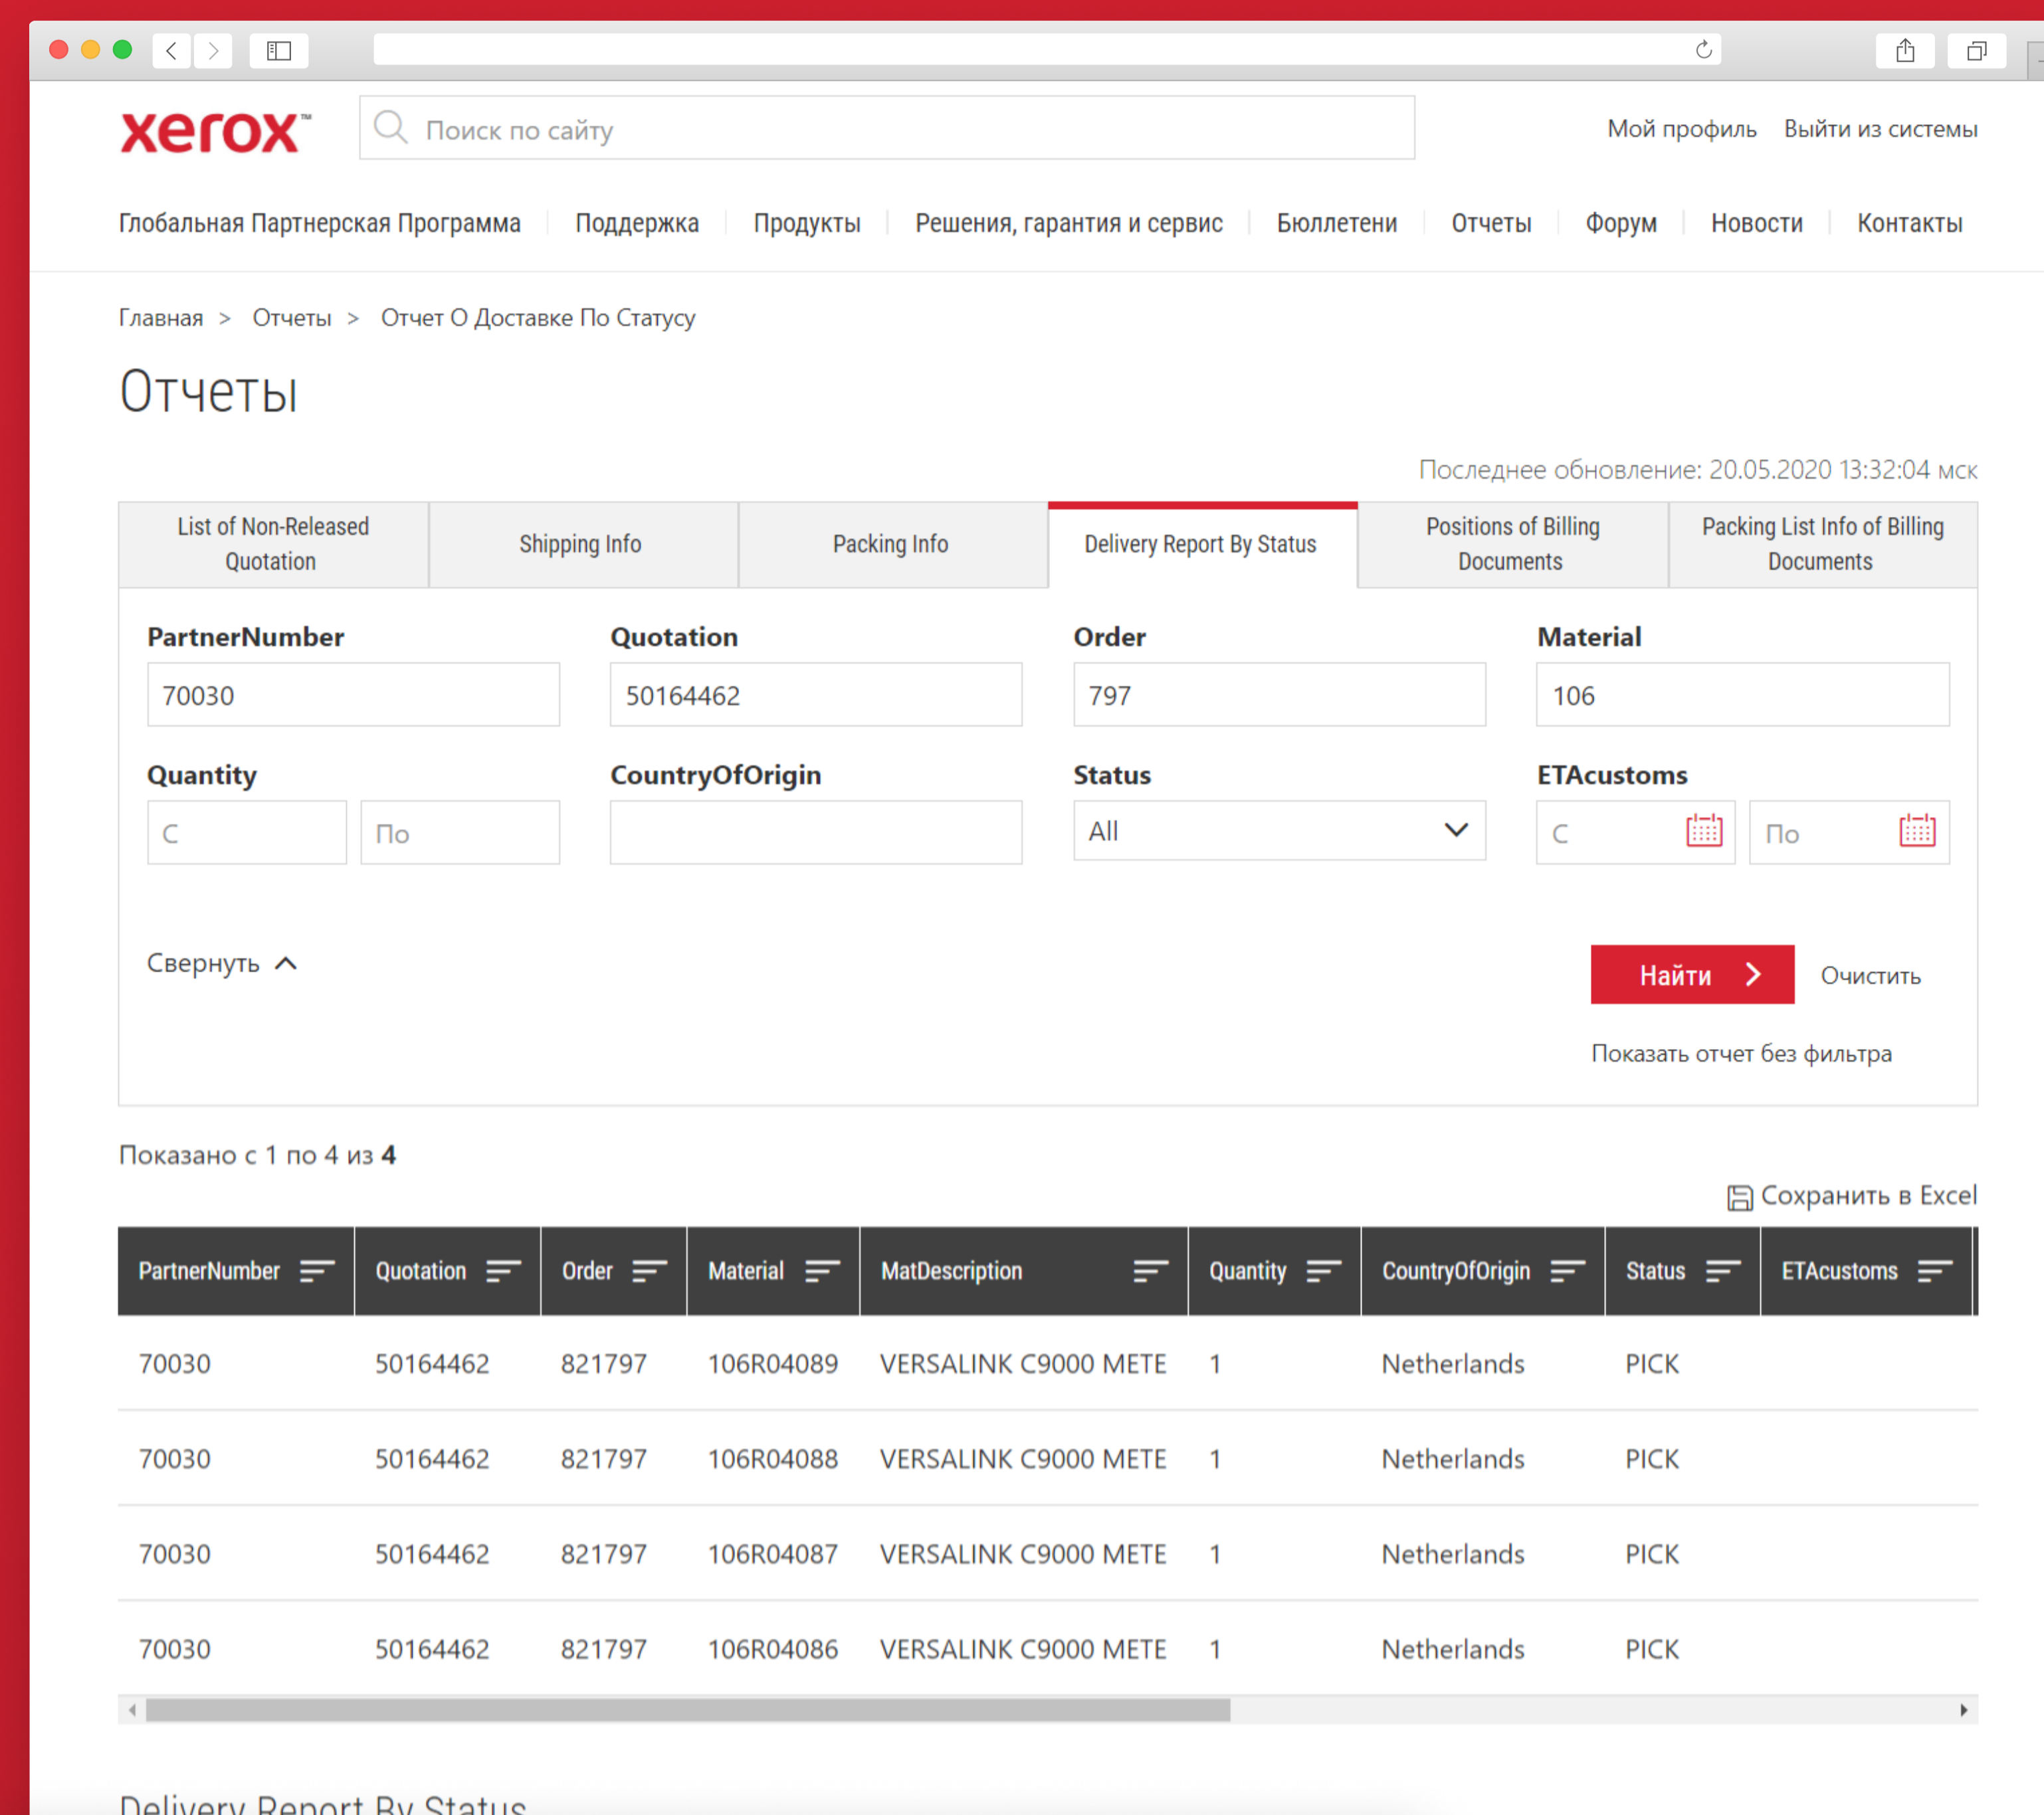 xerox™
Поиск по сайту
Мой профиль Выйти из системы
Глобальная Партнерская Программа Поддержка Продукты Решения, гарантия и сервис Бюллетени Отчеты Форум Новости Контакты
Главная > Отчеты > Отчет О Доставке По Статусу
Отчеты
Последнее обновление: 20.05.2020 13:32:04 мск
List of Non-Released
Quotation
Shipping Info
Packing Info
Delivery Report By Status
Positions of Billing
Documents
Packing List Info of Billing
Documents
PartnerNumber Quotation Order Material
70030 50164462 797 106
Quantity CountryOfOrigin Status ETAcustoms
С По All С По
Свернуть
Найти Очистить
Показать отчет без фильтра
Показано с 1 по 4 из 4
Сохранить в Excel
PartnerNumber Quotation Order Material MatDescription Quantity CountryOfOrigin Status ETAcustoms
70030 50164462 821797 106R04089 VERSALINK C9000 METE 1 Netherlands PICK
70030 50164462 821797 106R04088 VERSALINK C9000 METE 1 Netherlands PICK
70030 50164462 821797 106R04087 VERSALINK C9000 METE 1 Netherlands PICK
70030 50164462 821797 106R04086 VERSALINK C9000 METE 1 Netherlands PICK
Delivery Report By Status